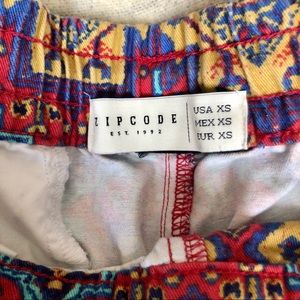 ZIPCODE
EST. 1992
USA XS
MEX XS
EUR XS